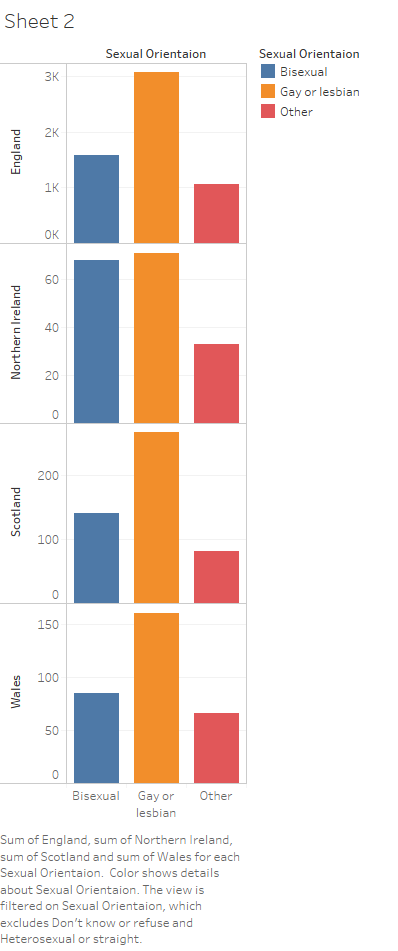 Sheet 2
Sexual Orientaion
Sexual Orientaion
Bisexual
Gay or lesbian
Other
England
3K
2K
1K
0K
Northern Ireland
60
40
20
0
Scotland
200
100
0
Wales
150
100
50
0
Bisexual
Gay or
lesbian
Other
Sum of England, sum of Northern Ireland,
sum of Scotland and sum of Wales for each
Sexual Orientaion.  Color shows details
about Sexual Orientaion. The view is
filtered on Sexual Orientaion, which
excludes Don’t know or refuse and
Heterosexual or straight.